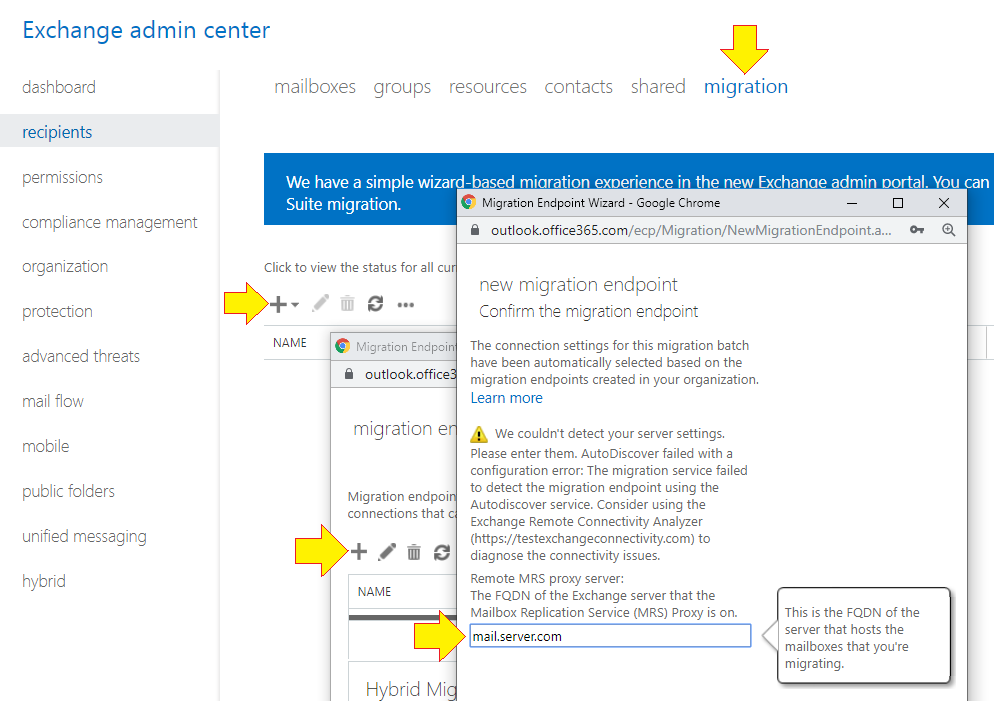 Exchange admin center
dashboard
recipients
permissions
compliance management
organization
protection
advanced threats
mail flow
mobile
public folders
unified messaging
hybrid
mailboxes groups resources contacts shared migration
We have a simple wizard-based migration experience in the new Exchange admin portal. You can
Suite migration.
Click to view the status for all cur
NAME
Migration Endpoin
outlook.office3
migration en
Migration endpoin
connections that ca
NAME
Hybrid Mig
Migration Endpoint Wizard - Google Chrome
outlook.office365.com/ecp/Migration/NewMigrationEndpoint.a...
new migration endpoint
Confirm the migration endpoint
The connection settings for this migration batch
have been automatically selected based on the
migration endpoints created in your organization.
Learn more
We couldn't detect your server settings.
Please enter them. AutoDiscover failed with a
configuration error: The migration service failed
to detect the migration endpoint using the
Autodiscover service. Consider using the
Exchange Remote Connectivity Analyzer
(https://testexchangeconnectivity.com) to
diagnose the connectivity issues.
Remote MRS proxy server:
The FQDN of the Exchange server that the
Mailbox Replication Service (MRS) Proxy is on.
mail.server.com
This is the FQDN of the
server that hosts the
mailboxes that you're
migrating.